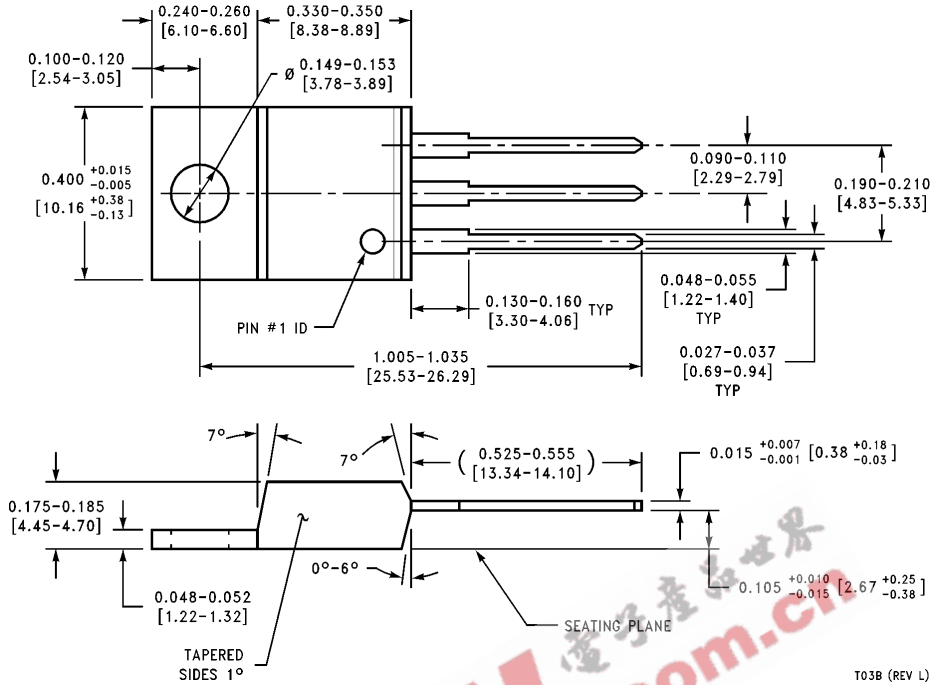 0.240-0.260
[6.10-6.60]
0.330-0.350
[8.38-8.89]
0.100-0.120
[2.54-3.05]
Ø 0.149-0.153
[3.78-3.89]
0.400 +0.015 -0.005
[10.16 +0.38 -0.13]
0.090-0.110
[2.29-2.79]
0.190-0.210
[4.83-5.33]
0.048-0.055
[1.22-1.40]
TYP
0.130-0.160 TYP
[3.30-4.06]
PIN #1 ID
0.027-0.037
[0.69-0.94]
TYP
1.005-1.035
[25.53-26.29]
7°
7°
(0.525-0.555)
[13.34-14.10]
0.015 +0.007 -0.001 [0.38 +0.18 -0.03]
0.175-0.185
[4.45-4.70]
0°-6°
0.105 +0.010 -0.015 [2.67 +0.25 -0.38]
0.048-0.052
[1.22-1.32]
SEATING PLANE
TAPERED
SIDES 1°
電子產品世界
om.cn
T03B (REV L)